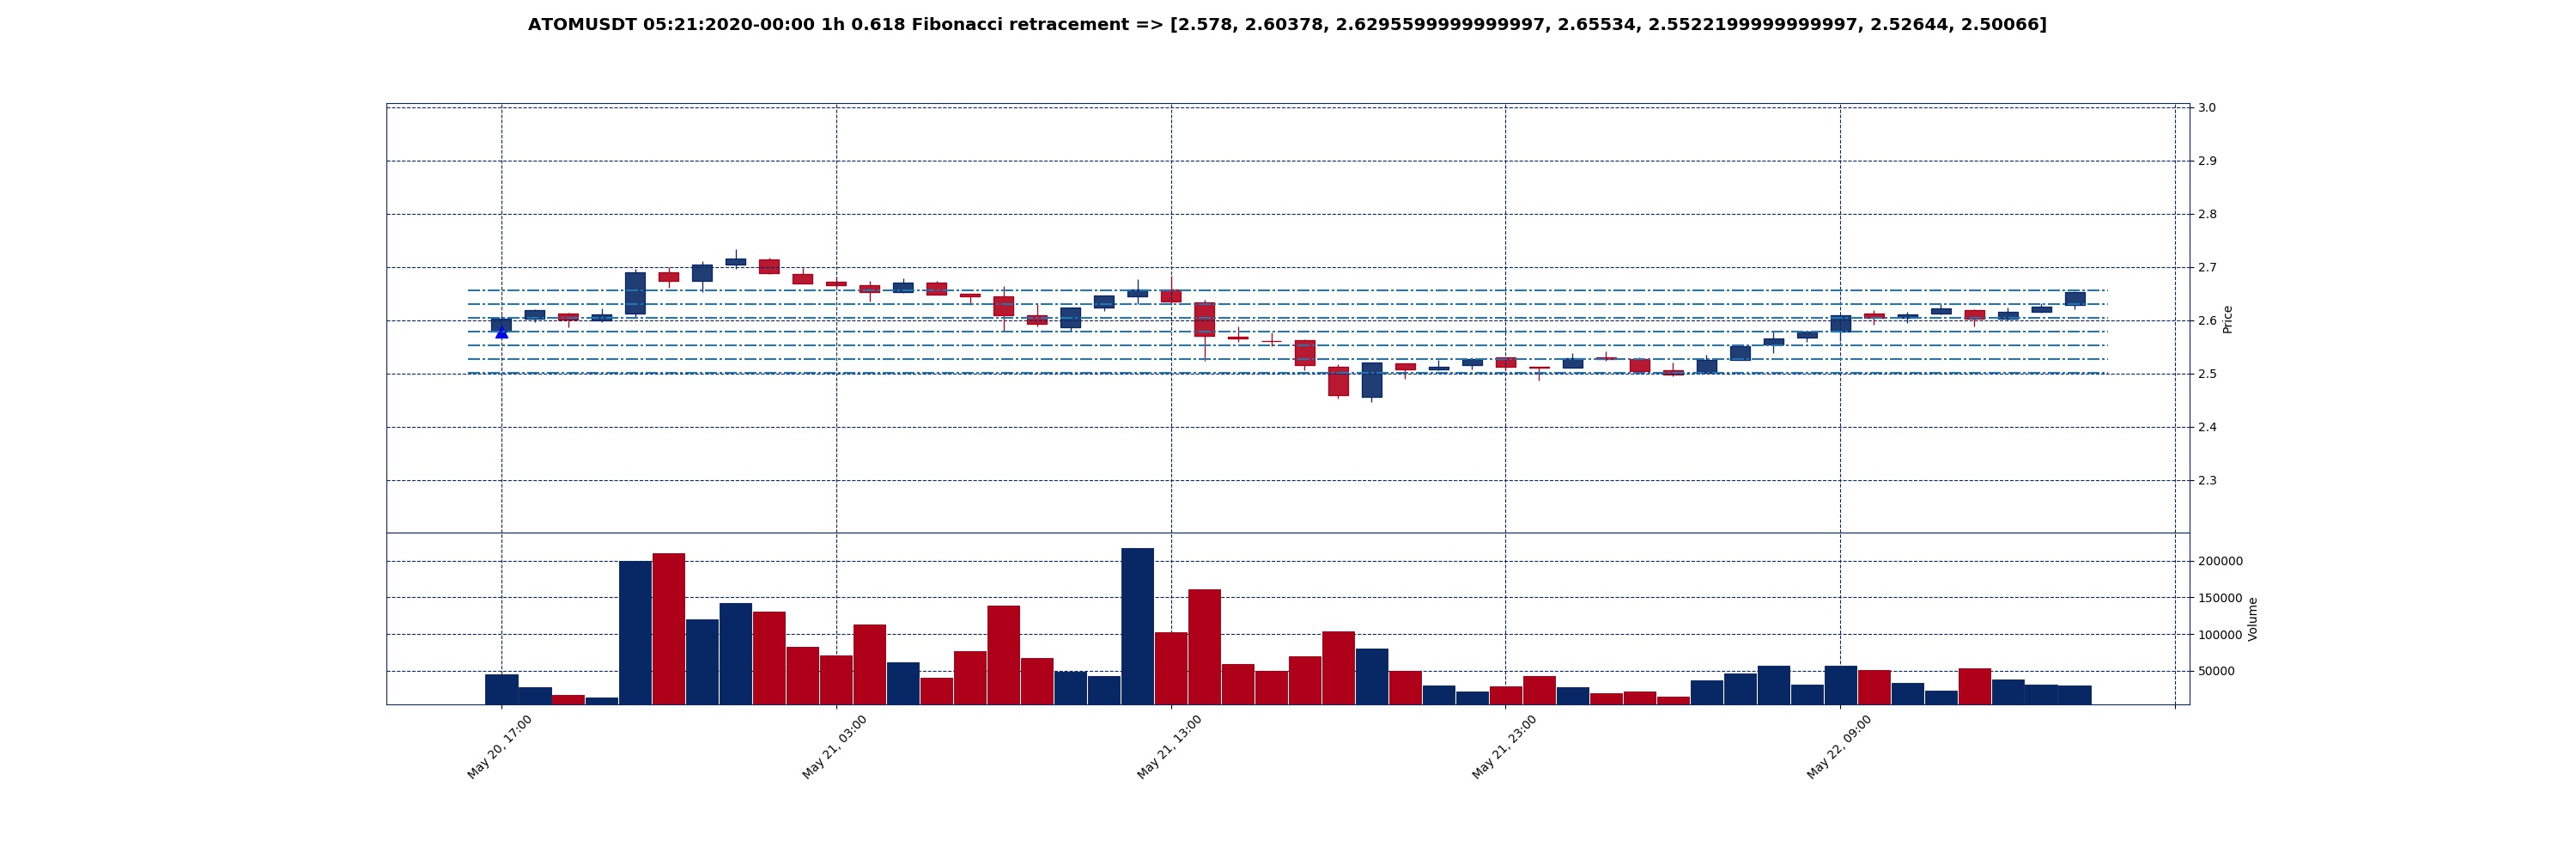 ATOMUSDT 05:21:2020-00:00 1h 0.618 Fibonacci retracement => [2.578, 2.60378, 2.6295599999999997, 2.65534, 2.5522199999999997, 2.52644, 2.50066]
3.0
2.9
2.8
2.7
2.6
2.5
2.4
2.3
Price
200000
150000
100000
50000
Volume
May 20, 17:00
May 21, 03:00
May 21, 13:00
May 21, 23:00
May 22, 09:00